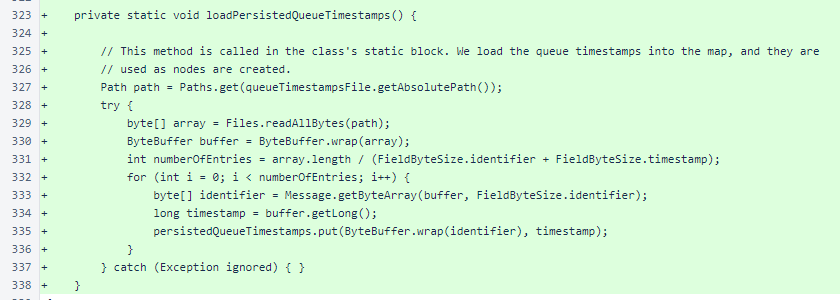 323 + private static void loadPersistedQueueTimestamps() {
324 +
325 + // This method is called in the class's static block. We load the queue timestamps into the map, and they are
326 + // used as nodes are created.
327 + Path path = Paths.get(queueTimestampsFile.getAbsolutePath());
328 + try {
329 + byte[] array = Files.readAllBytes(path);
330 + ByteBuffer buffer = ByteBuffer.wrap(array);
331 + int numberOfEntries = array.length / (FieldByteSize.identifier + FieldByteSize.timestamp);
332 + for (int i = 0; i < numberOfEntries; i++) {
333 + byte[] identifier = Message.getByteArray(buffer, FieldByteSize.identifier);
334 + long timestamp = buffer.getLong();
335 + persistedQueueTimestamps.put(ByteBuffer.wrap(identifier), timestamp);
336 + }
337 + } catch (Exception ignored) { }
338 + }